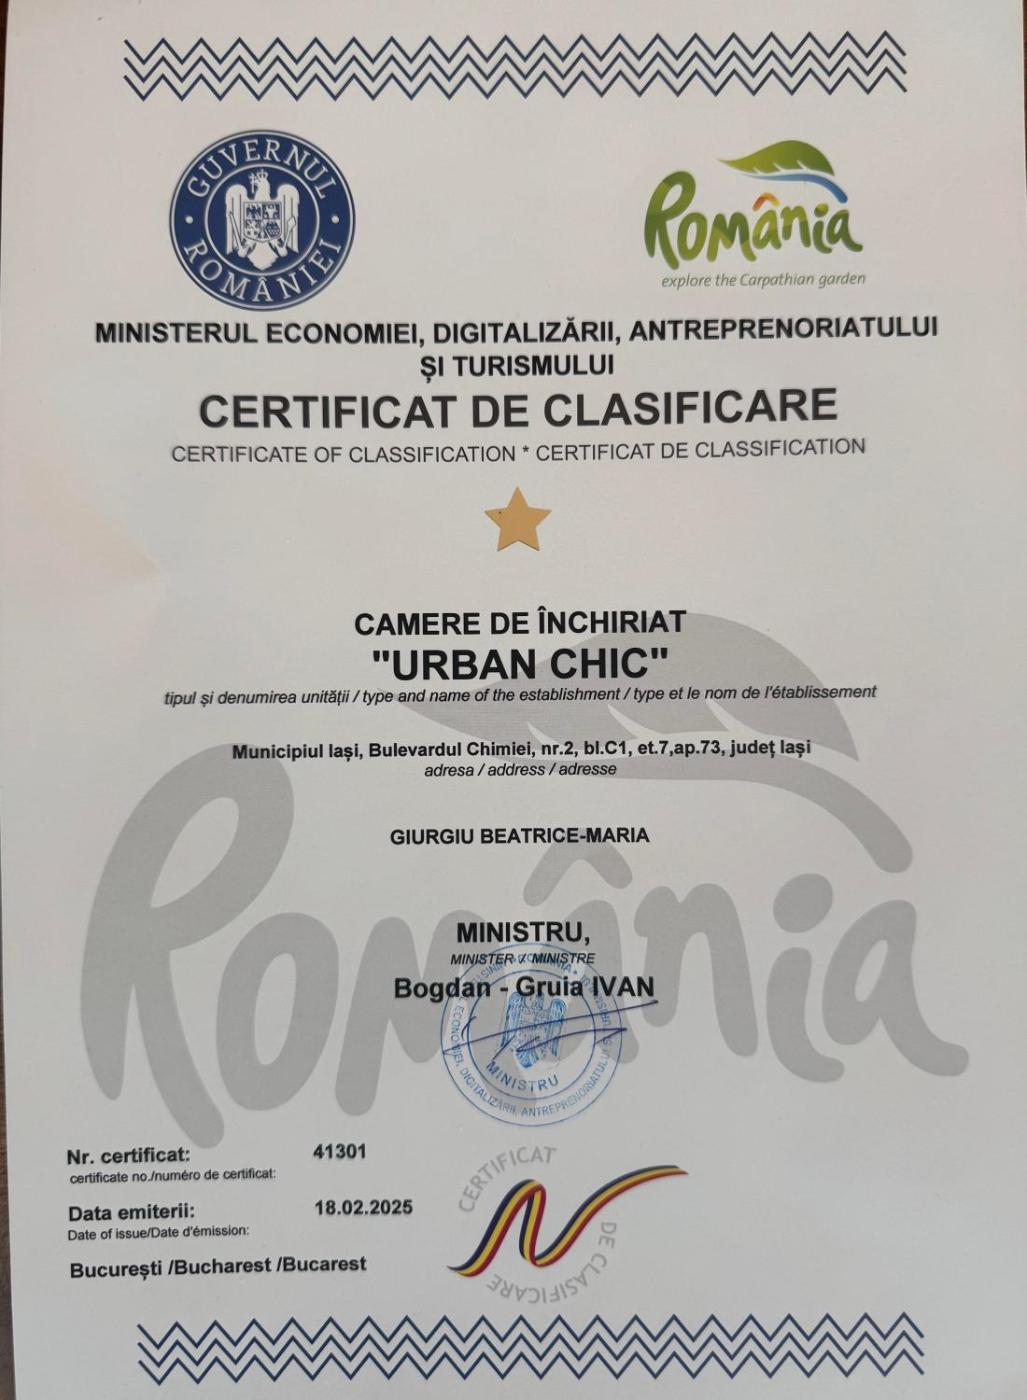 GUVERNUL ROMÂNIEI
România
explore the Carpathian garden
MINISTERUL ECONOMIEI, DIGITALIZĂRII, ANTREPRENORIATULUI
ȘI TURISMULUI
CERTIFICAT DE CLASIFICARE
CERTIFICATE OF CLASSIFICATION * CERTIFICAT DE CLASSIFICATION
CAMERE DE ÎNCHIRIAT
"URBAN CHIC"
tipul și denumirea unității / type and name of the establishment / type et le nom de l'établissement
Municipiul Iași, Bulevardul Chimiei, nr.2, bl.C1, et.7,ap.73, județ Iași
adresa / address / adresse
GIURGIU BEATRICE-MARIA
România
MINISTRU,
MINISTER / MINISTRE
Bogdan - Gruia IVAN
ECONOMIEI, DIGITALIZĂRII, ANTREPRENORIATULUI
MINISTRU
Nr. certificat: 41301
certificate no./numéro de certificat:
Data emiterii: 18.02.2025
Date of issue/Date d'émission:
București /Bucharest /Bucarest
CERTIFICAT DE CLASIFICARE